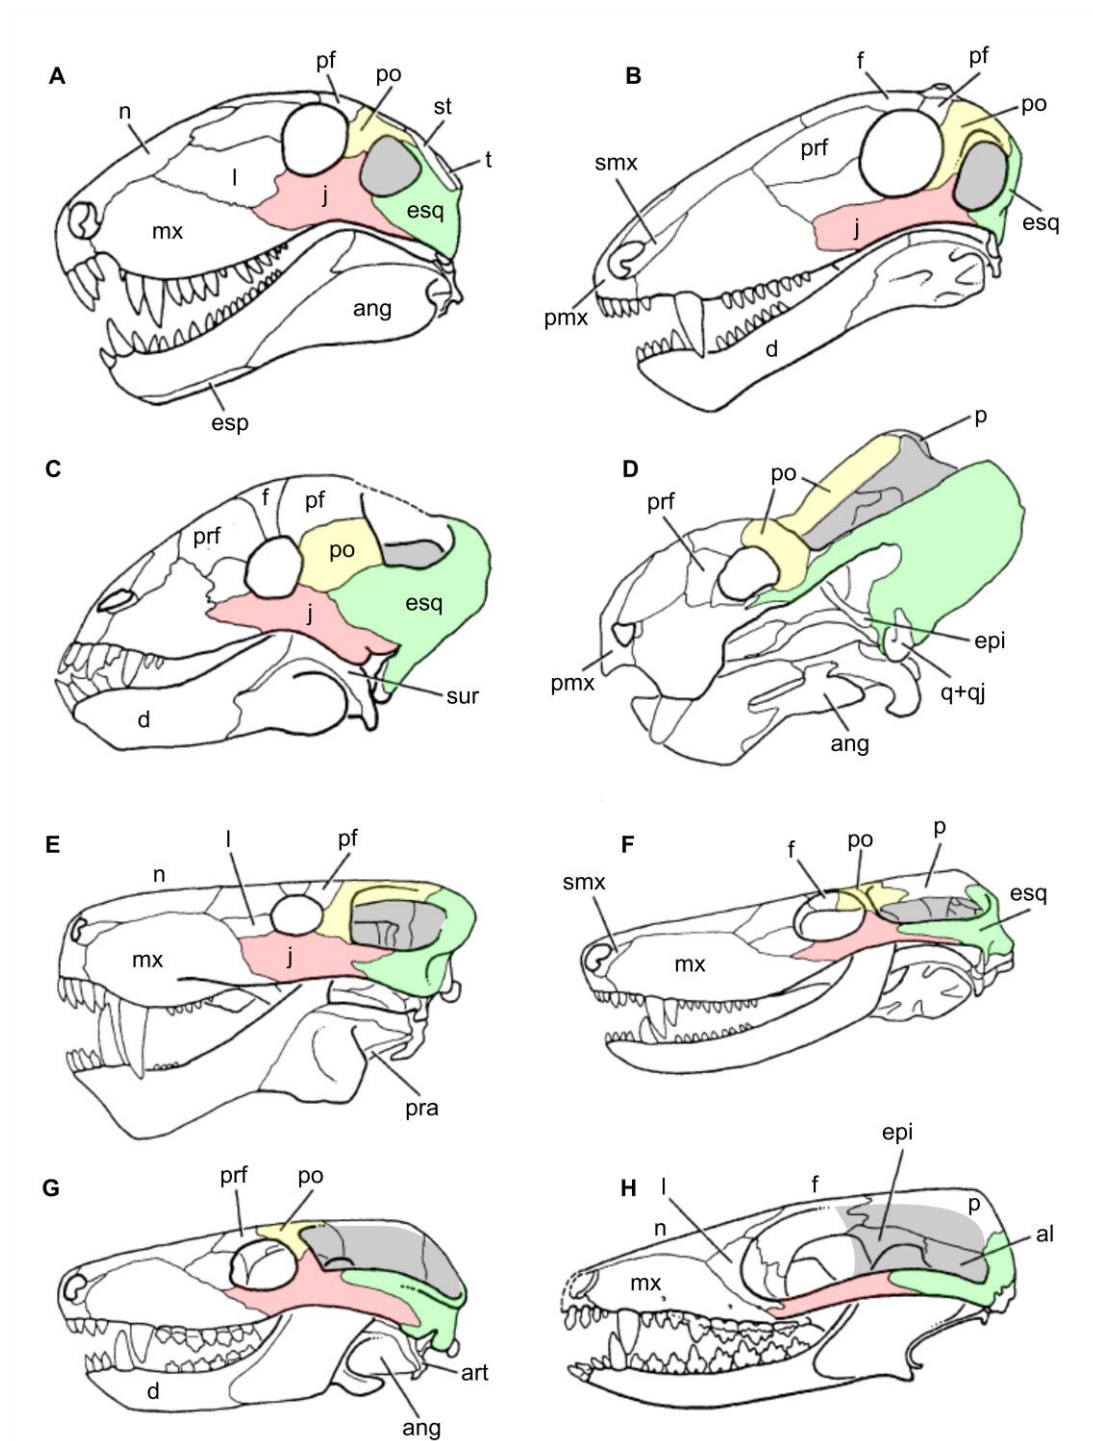 A
pf
po
n
st
t
l
j
mx
esq
ang
esp
B
f
pf
po
prf
smx
esq
j
pmx
d
C
f
pf
prf
po
j
esq
sur
d
D
p
po
prf
epi
pmx
q+qj
ang
E
l
pf
n
j
mx
pra
F
p
po
f
smx
esq
mx
G
prf
po
d
art
ang
H
epi
l
f
p
n
al
mx